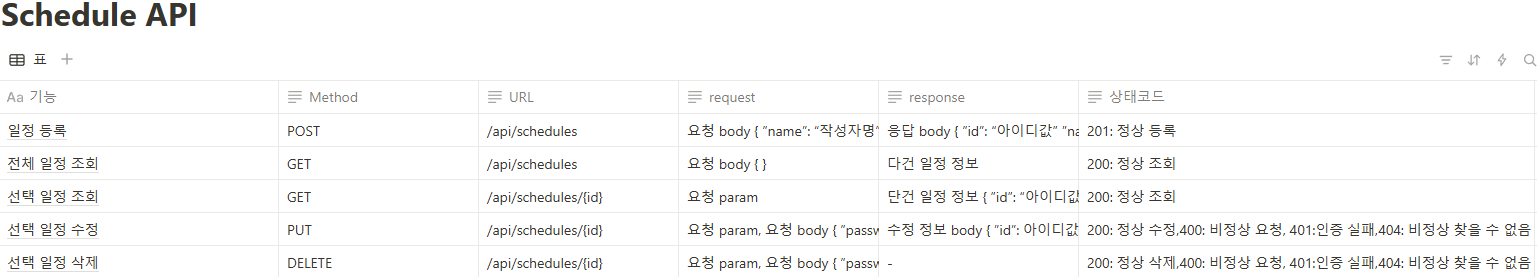 Schedule API
표
Aa 기능 Method URL request response 상태코드
일정 등록 POST /api/schedules 요청 body { "name": “작성자명" 응답 body { "id": “아이디값” "na 201: 정상 등록
전체 일정 조회 GET /api/schedules 요청 body { } 다건 일정 정보 200: 정상 조회
선택 일정 조회 GET /api/schedules/{id} 요청 param 단건 일정 정보 { "id": “아이디값 200: 정상 조회
선택 일정 수정 PUT /api/schedules/{id} 요청 param, 요청 body { "passw 수정 정보 body { "id": 아이디값 200: 정상 수정,400: 비정상 요청, 401:인증 실패,404: 비정상 찾을 수 없음
선택 일정 삭제 DELETE /api/schedules/{id} 요청 param, 요청 body { "passw - 200: 정상 삭제,400: 비정상 요청, 401:인증 실패,404: 비정상 찾을 수 없음